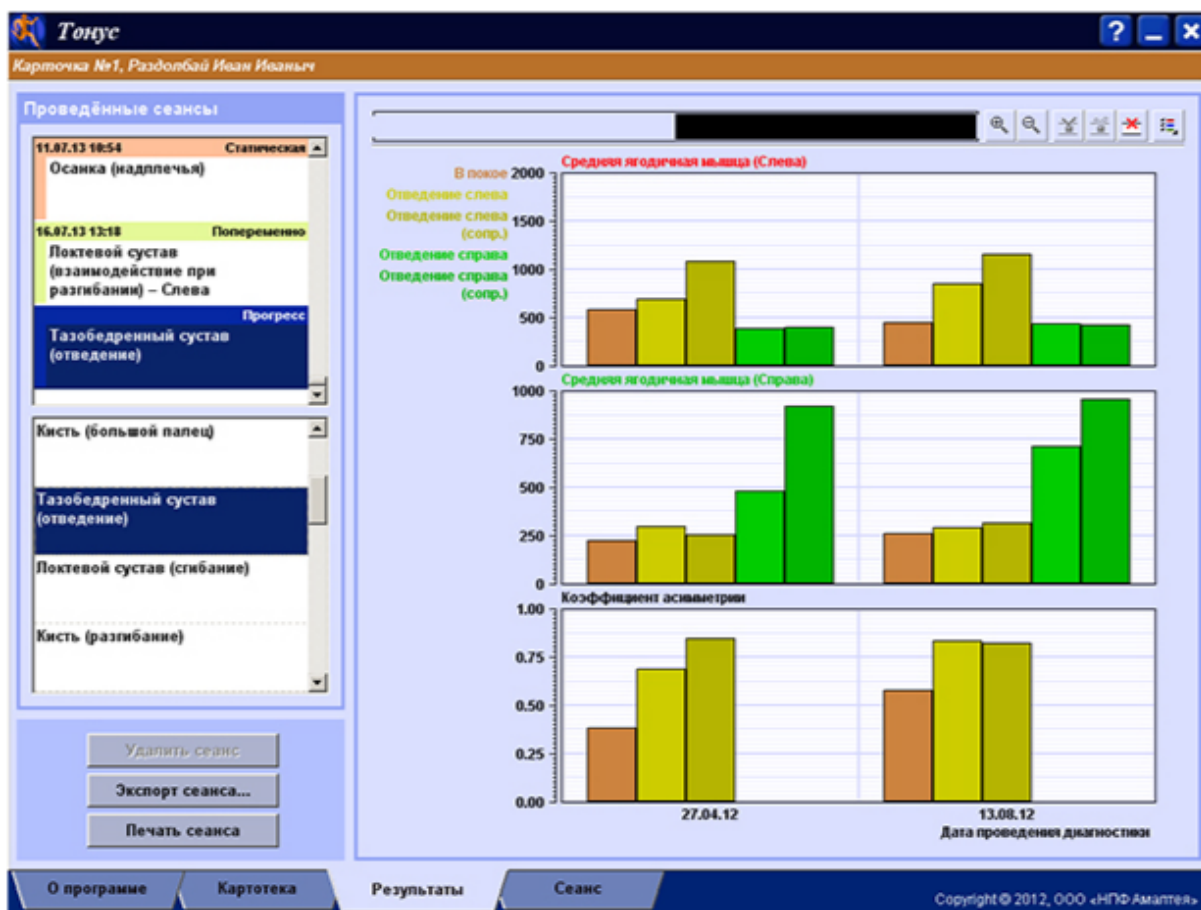 Тонус
Карточка №1, Раздолбай Иван Иваныч
Проведённые сеансы
11.07.13 10:54 Статическая
Осанка (надплечья)
16.07.13 13:18 Попеременно
Локтевой сустав
(взаимодействие при
разгибании) – Слева
Прогресс
Тазобедренный сустав
(отведение)
Кисть (большой палец)
Тазобедренный сустав
(отведение)
Локтевой сустав (сгибание)
Кисть (разгибание)
Удалить сеанс
Экспорт сеанса...
Печать сеанса
Средняя ягодичная мышца (Слева)
В покое
Отведение слева
Отведение слева
(сопр.)
Отведение справа
Отведение справа
(сопр.)
2000
1500
1000
500
0
Средняя ягодичная мышца (Справа)
1000
750
500
250
0
Коэффициент асимметрии
1.00
0.75
0.50
0.25
0.00
27.04.12 13.08.12
Дата проведения диагностики
О программе Картотека Результаты Сеанс
Copyright © 2012, ООО «НПФ Амалтея»